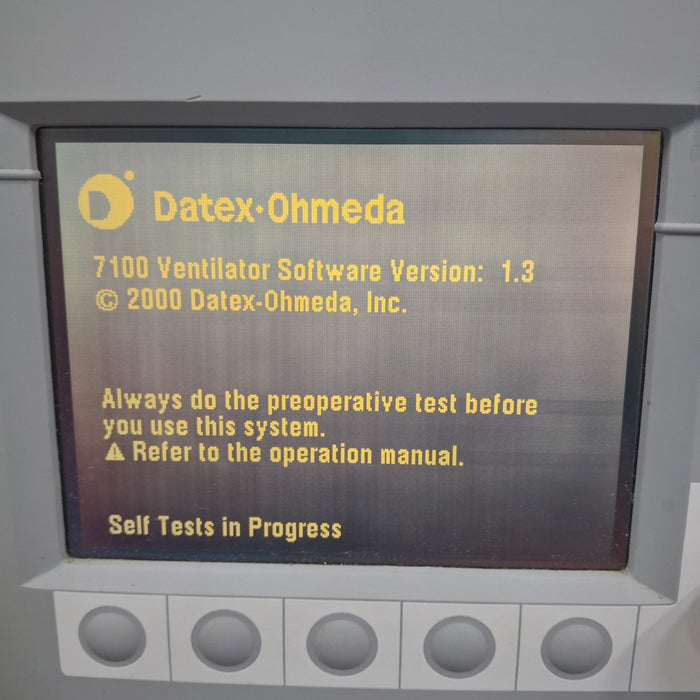 Datex·Ohmeda
7100 Ventilator Software Version: 1.3
© 2000 Datex-Ohmeda, Inc.
Always do the preoperative test before
you use this system.
⚠ Refer to the operation manual.
Self Tests in Progress